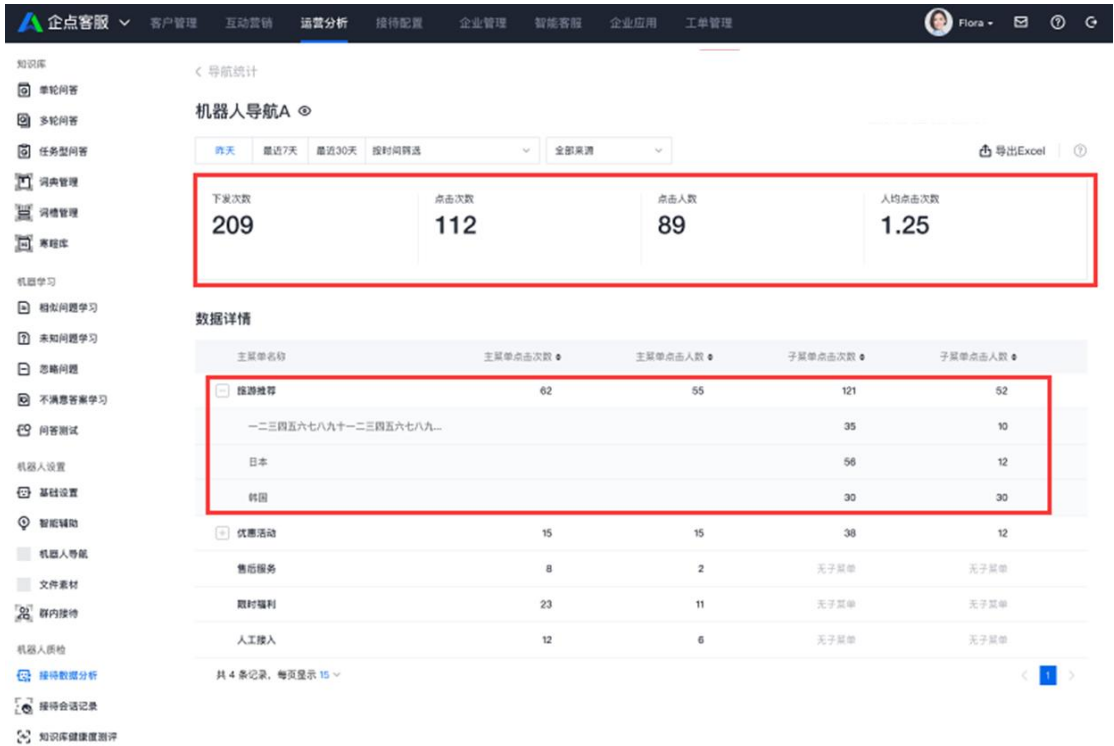 企点客服 客户管理 互动营销 运营分析 接待配置 企业管理 智能客服 企业应用 工单管理 Flora
知识库
单轮问答
多轮问答
任务型问答
词典管理
词槽管理
寒暄库
机器学习
相似问题学习
未知问题学习
忽略问题
不满意答案学习
问答测试
机器人设置
基础设置
智能辅助
机器人导航
文件素材
群内接待
机器人质检
接待数据分析
接待会话记录
知识库健康度测评
导航统计
机器人导航A
昨天 最近7天 最近30天 按时间筛选 全部来源 导出Excel
下发次数 点击次数 点击人数 人均点击次数
209 112 89 1.25
数据详情
主菜单名称 主菜单点击次数 主菜单点击人数 子菜单点击次数 子菜单点击人数
旅游推荐 62 55 121 52
一二三四五六七八九十一二三四五六七八九... 35 10
日本 56 12
韩国 30 30
优惠活动 15 15 38 12
售后服务 8 2 无子菜单 无子菜单
限时福利 23 11 无子菜单 无子菜单
人工接入 12 6 无子菜单 无子菜单
共 4 条记录，每页显示 15 1